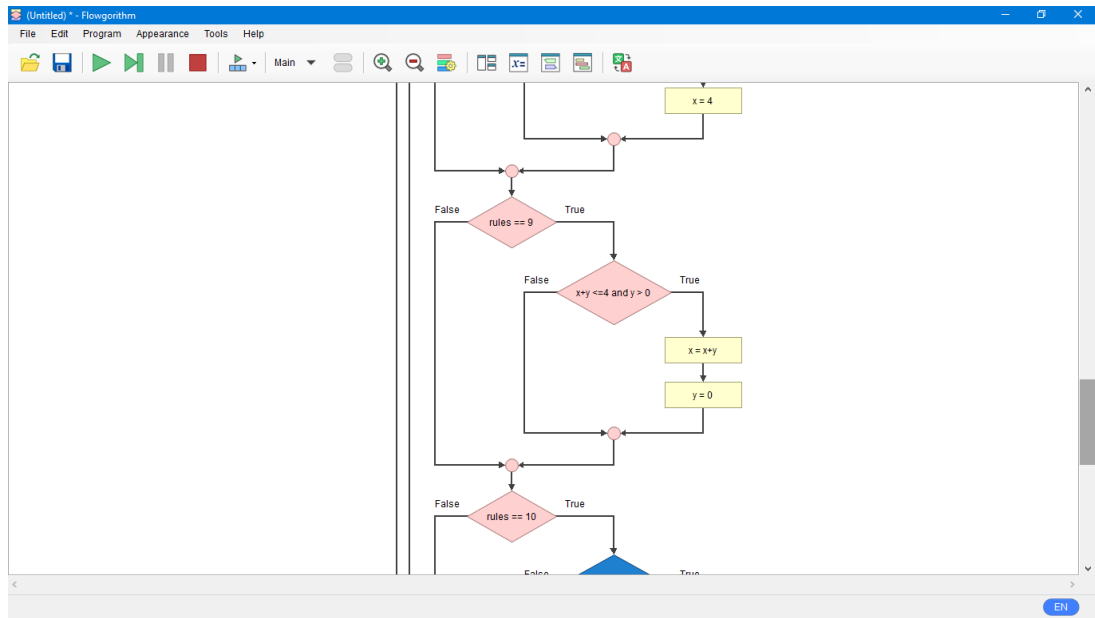 (Untitled) * - Flowgorithm
File Edit Program Appearance Tools Help
Main
x=
x = 4
False True
rules == 9
False True
x+y <=4 and y > 0
x = x+y
y = 0
False True
rules == 10
False True
EN